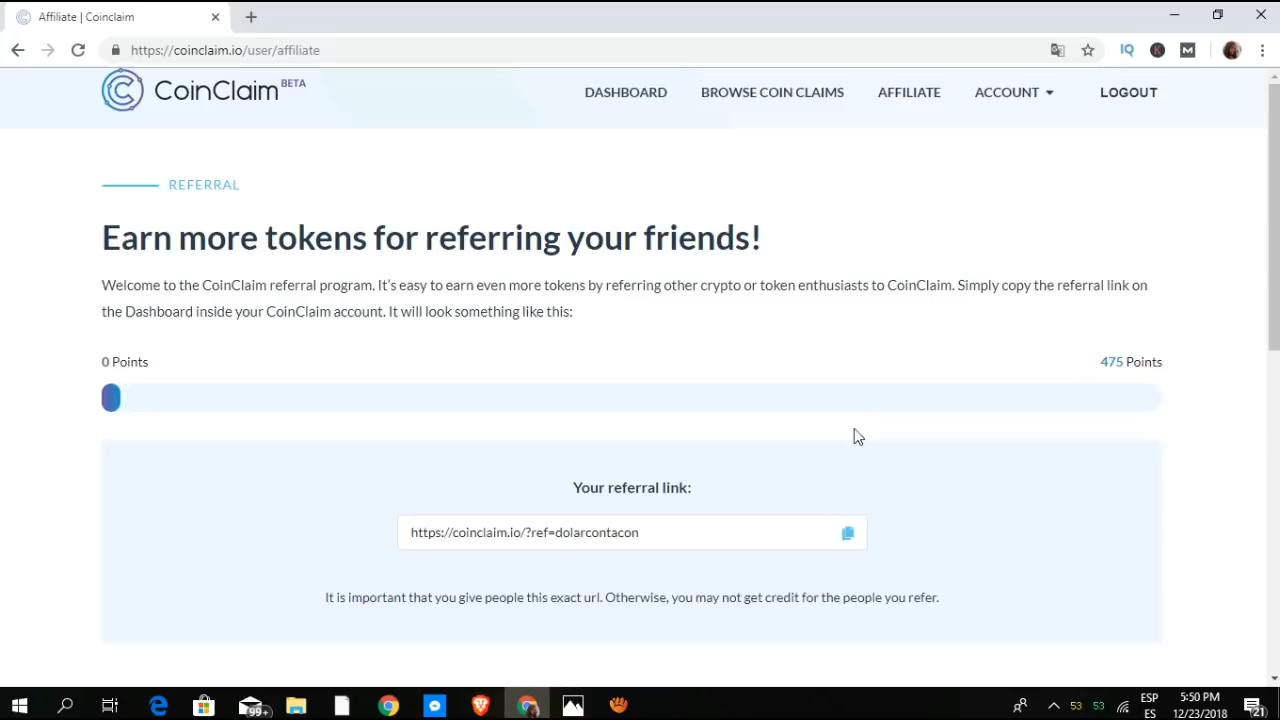 Affiliate | Coinclaim
https://coinclaim.io/user/affiliate
IQ
K
M
CoinClaim BETA
DASHBOARD
BROWSE COIN CLAIMS
AFFILIATE
ACCOUNT
LOGOUT
REFERRAL
Earn more tokens for referring your friends!
Welcome to the CoinClaim referral program. It's easy to earn even more tokens by referring other crypto or token enthusiasts to CoinClaim. Simply copy the referral link on
the Dashboard inside your CoinClaim account. It will look something like this:
0 Points
475 Points
Your referral link:
https://coinclaim.io/?ref=dolarcontacon
It is important that you give people this exact url. Otherwise, you may not get credit for the people you refer.
99+
53
53
ESP
ES
5:50 PM
12/23/2018
21